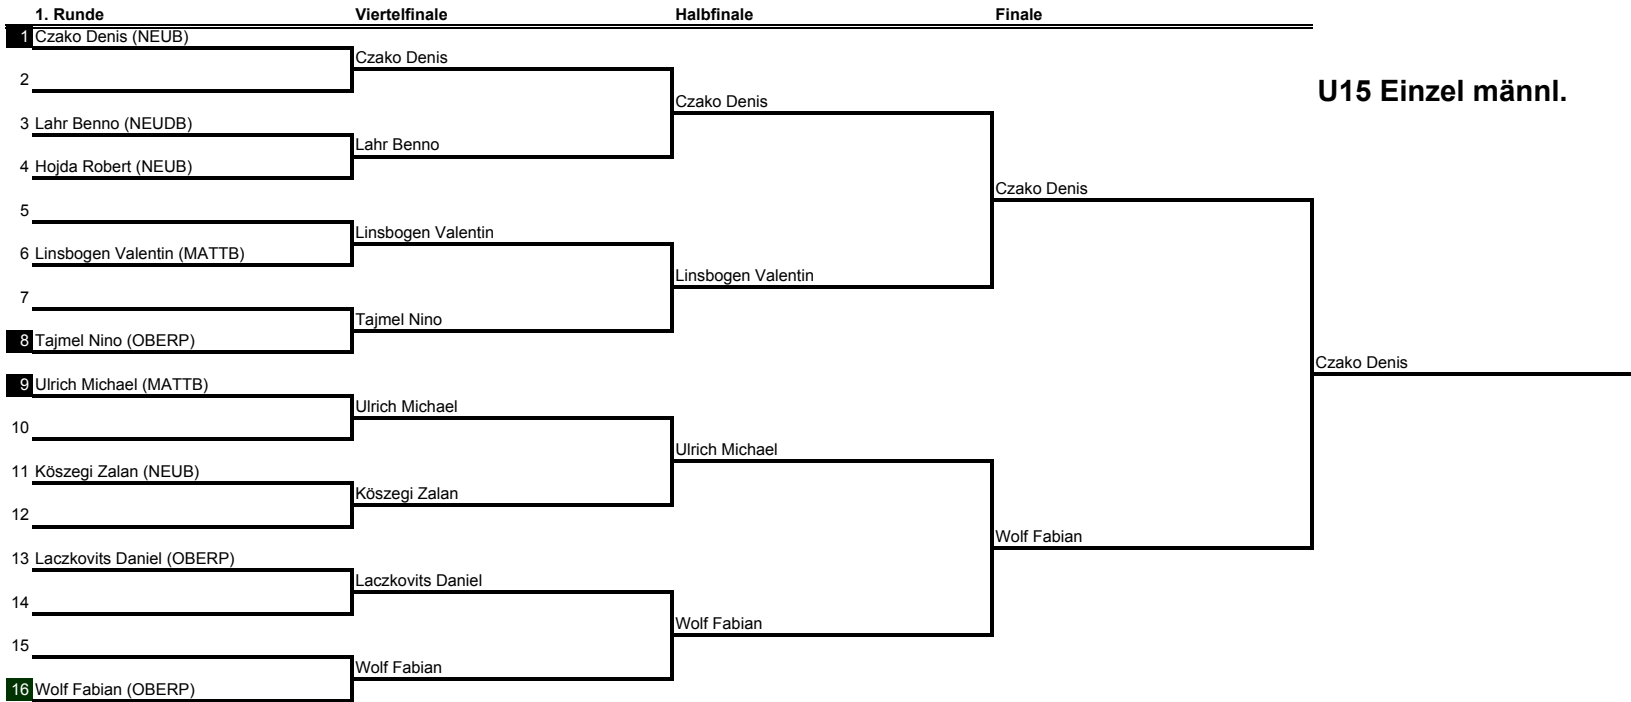 1. Runde Viertelfinale Halbfinale Finale
1 Czako Denis (NEUB)
Czako Denis
2
Czako Denis
U15 Einzel männl.
3 Lahr Benno (NEUDB)
Lahr Benno
4 Hojda Robert (NEUB)
Czako Denis
5
Linsbogen Valentin
6 Linsbogen Valentin (MATTB)
Linsbogen Valentin
7
Tajmel Nino
8 Tajmel Nino (OBERP)
Czako Denis
9 Ulrich Michael (MATTB)
Ulrich Michael
10
Ulrich Michael
11 Köszegi Zalan (NEUB)
Köszegi Zalan
12
Wolf Fabian
13 Laczkovits Daniel (OBERP)
Laczkovits Daniel
14
Wolf Fabian
15
Wolf Fabian
16 Wolf Fabian (OBERP)